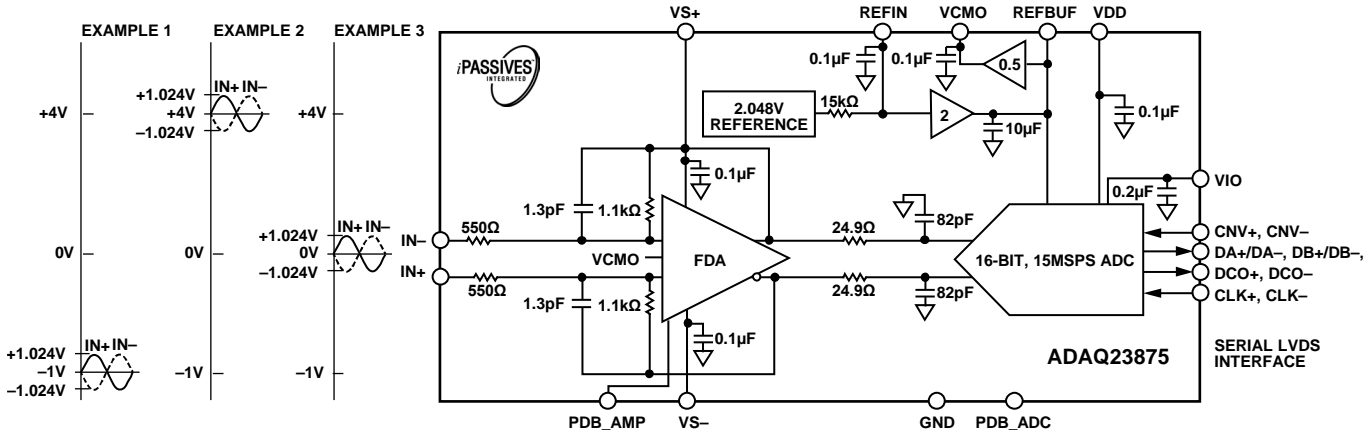 EXAMPLE 1
EXAMPLE 2
EXAMPLE 3
+4V
0V
–1V
+1.024V
IN+ IN–
–1V
–1.024V
+1.024V
IN+ IN–
+4V
–1.024V
0V
–1V
+4V
+1.024V
IN+ IN–
0V
–1.024V
–1V
VS+
REFIN
VCMO
REFBUF
VDD
iPASSIVES™
INTEGRATED
0.1µF
0.1µF
0.5
2.048V
REFERENCE
15kΩ
2
10µF
0.1µF
0.1µF
0.2µF
VIO
1.3pF
1.1kΩ
550Ω
IN–
IN+
550Ω
VCMO
FDA
1.3pF
1.1kΩ
0.1µF
24.9Ω
82pF
24.9Ω
82pF
16-BIT, 15MSPS ADC
CNV+, CNV–
DA+/DA–, DB+/DB–,
DCO+, DCO–
CLK+, CLK–
SERIAL LVDS
INTERFACE
ADAQ23875
PDB_AMP
VS–
GND
PDB_ADC